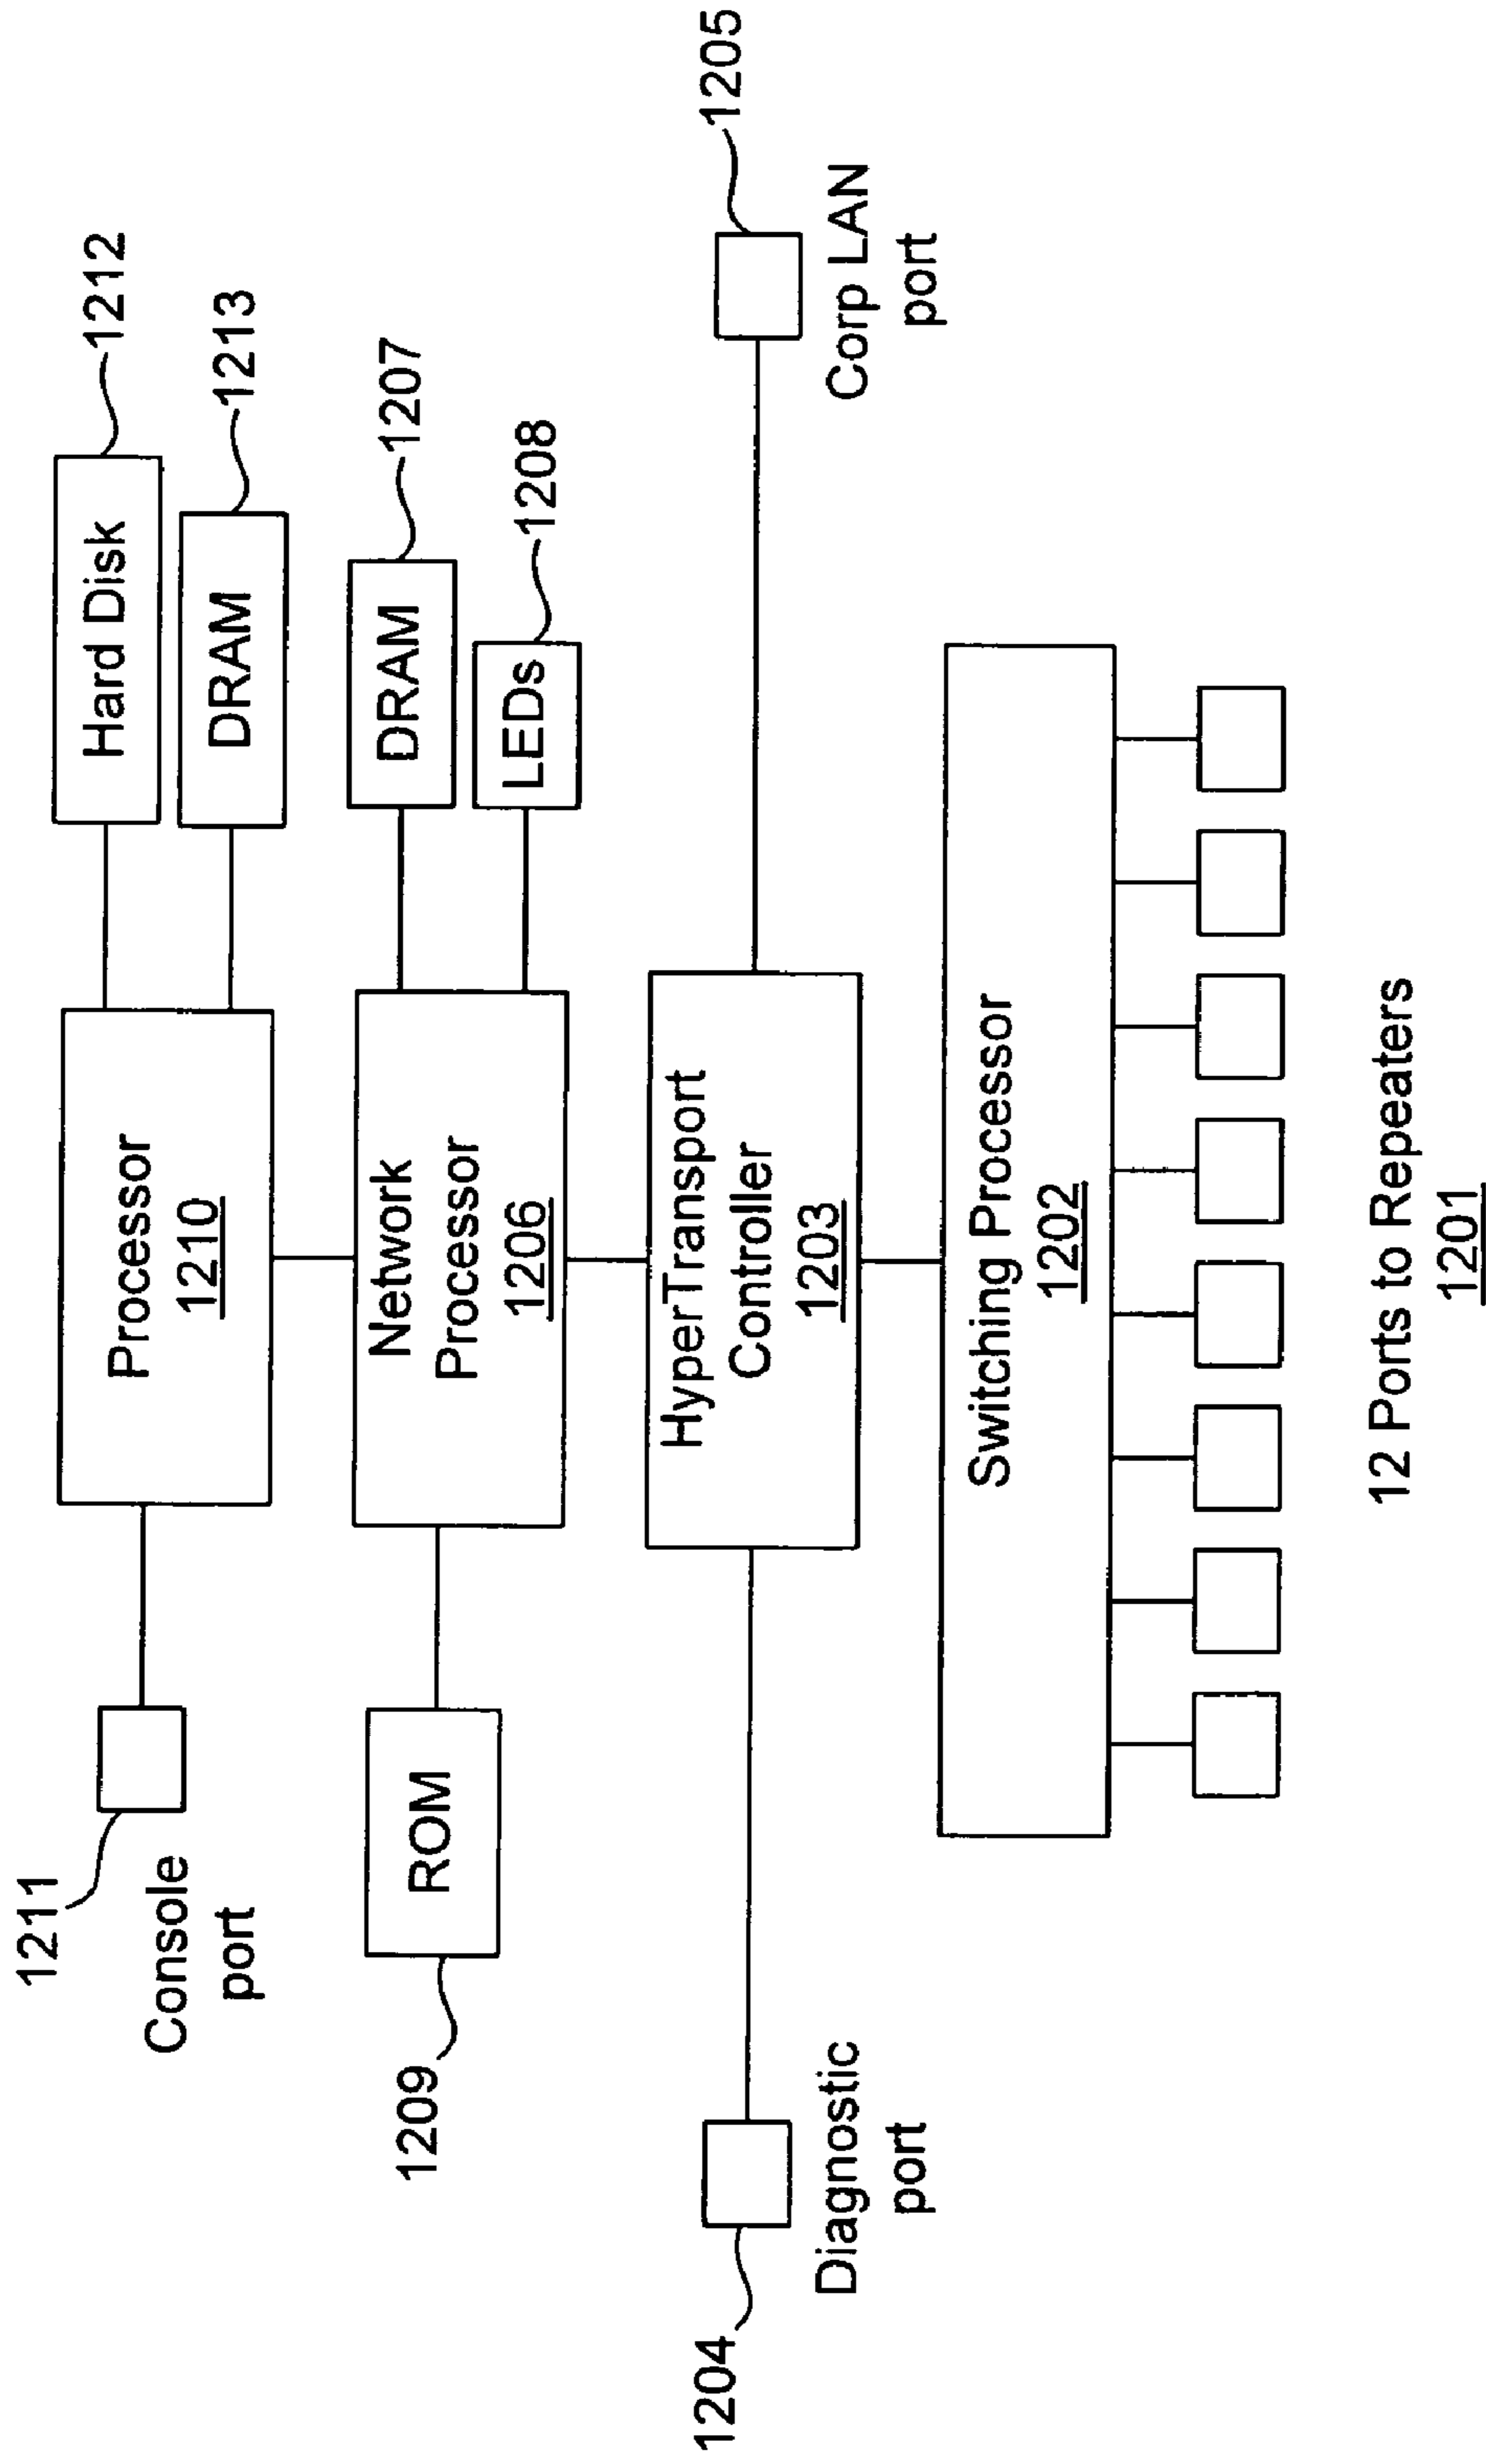 1211
Console
port
Processor
1210
Hard Disk
1212
DRAM
1213
1209
ROM
Network
Processor
1206
DRAM
1207
LEDs
1208
1204
Diagnostic
port
HyperTransport
Controller
1203
1205
Corp LAN
port
Switching Processor
1202
12 Ports to Repeaters
1201